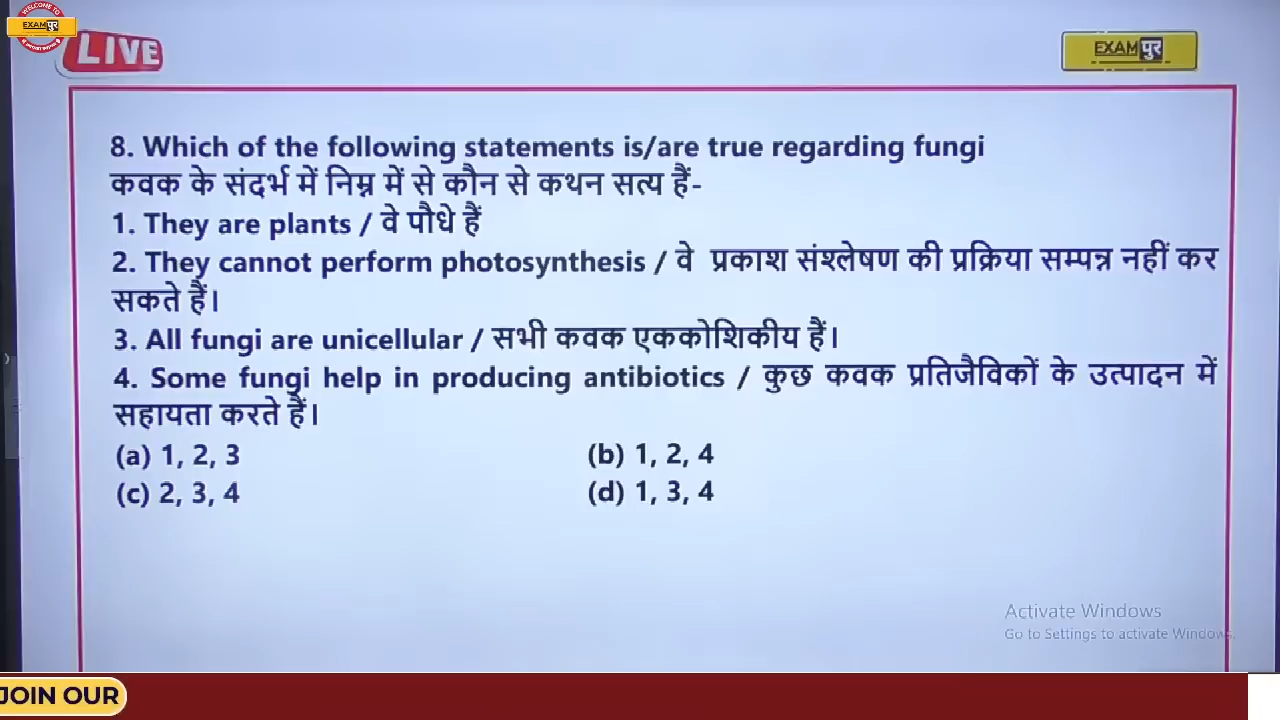 WELCOME TO
EXAMपुर
LIVE
EXAMपुर
8. Which of the following statements is/are true regarding fungi
कवक के संदर्भ में निम्न में से कौन से कथन सत्य हैं-
1. They are plants / वे पौधे हैं
2. They cannot perform photosynthesis / वे प्रकाश संश्लेषण की प्रक्रिया सम्पन्न नहीं कर
सकते हैं।
3. All fungi are unicellular / सभी कवक एककोशिकीय हैं।
4. Some fungi help in producing antibiotics / कुछ कवक प्रतिजैविकों के उत्पादन में
सहायता करते हैं।
(a) 1, 2, 3 (b) 1, 2, 4
(c) 2, 3, 4 (d) 1, 3, 4
Activate Windows
Go to Settings to activate Windows.
JOIN OUR